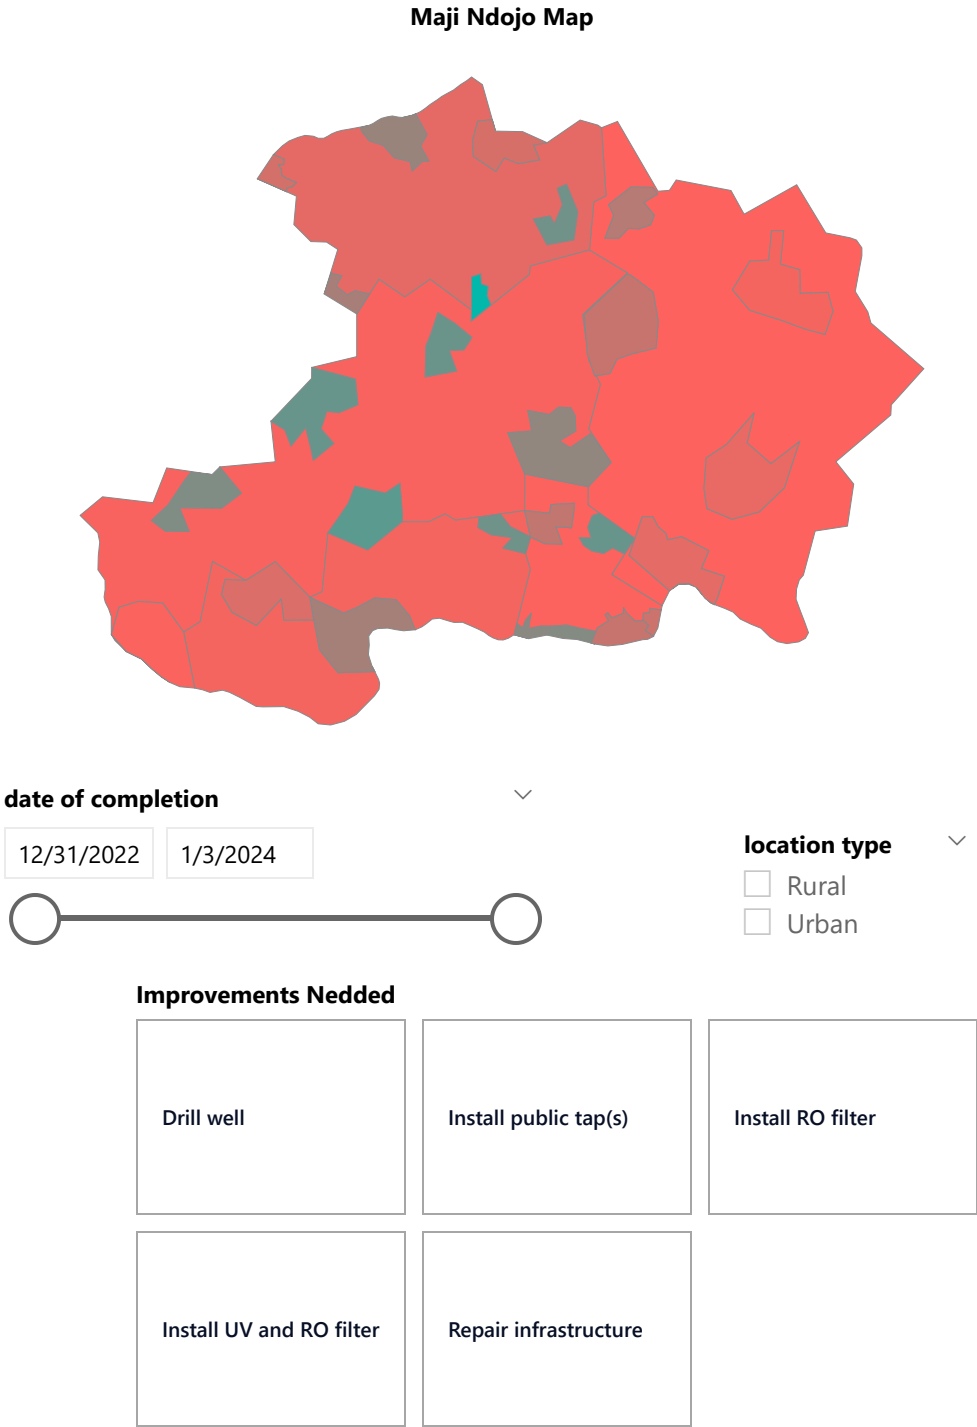 Maji Ndojo Map
date of completion
12/31/2022 1/3/2024
location type
Rural
Urban
Improvements Nedded
Drill well
Install public tap(s)
Install RO filter
Install UV and RO filter
Repair infrastructure